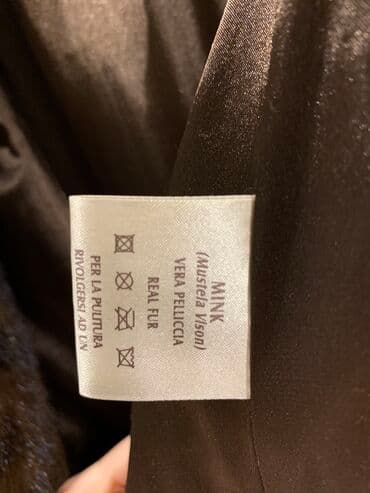 MINK
(Mustela Vison)
VERA PELLICCIA
REAL FUR
PER LA PULITURA
RIVOLGERSI AD UN